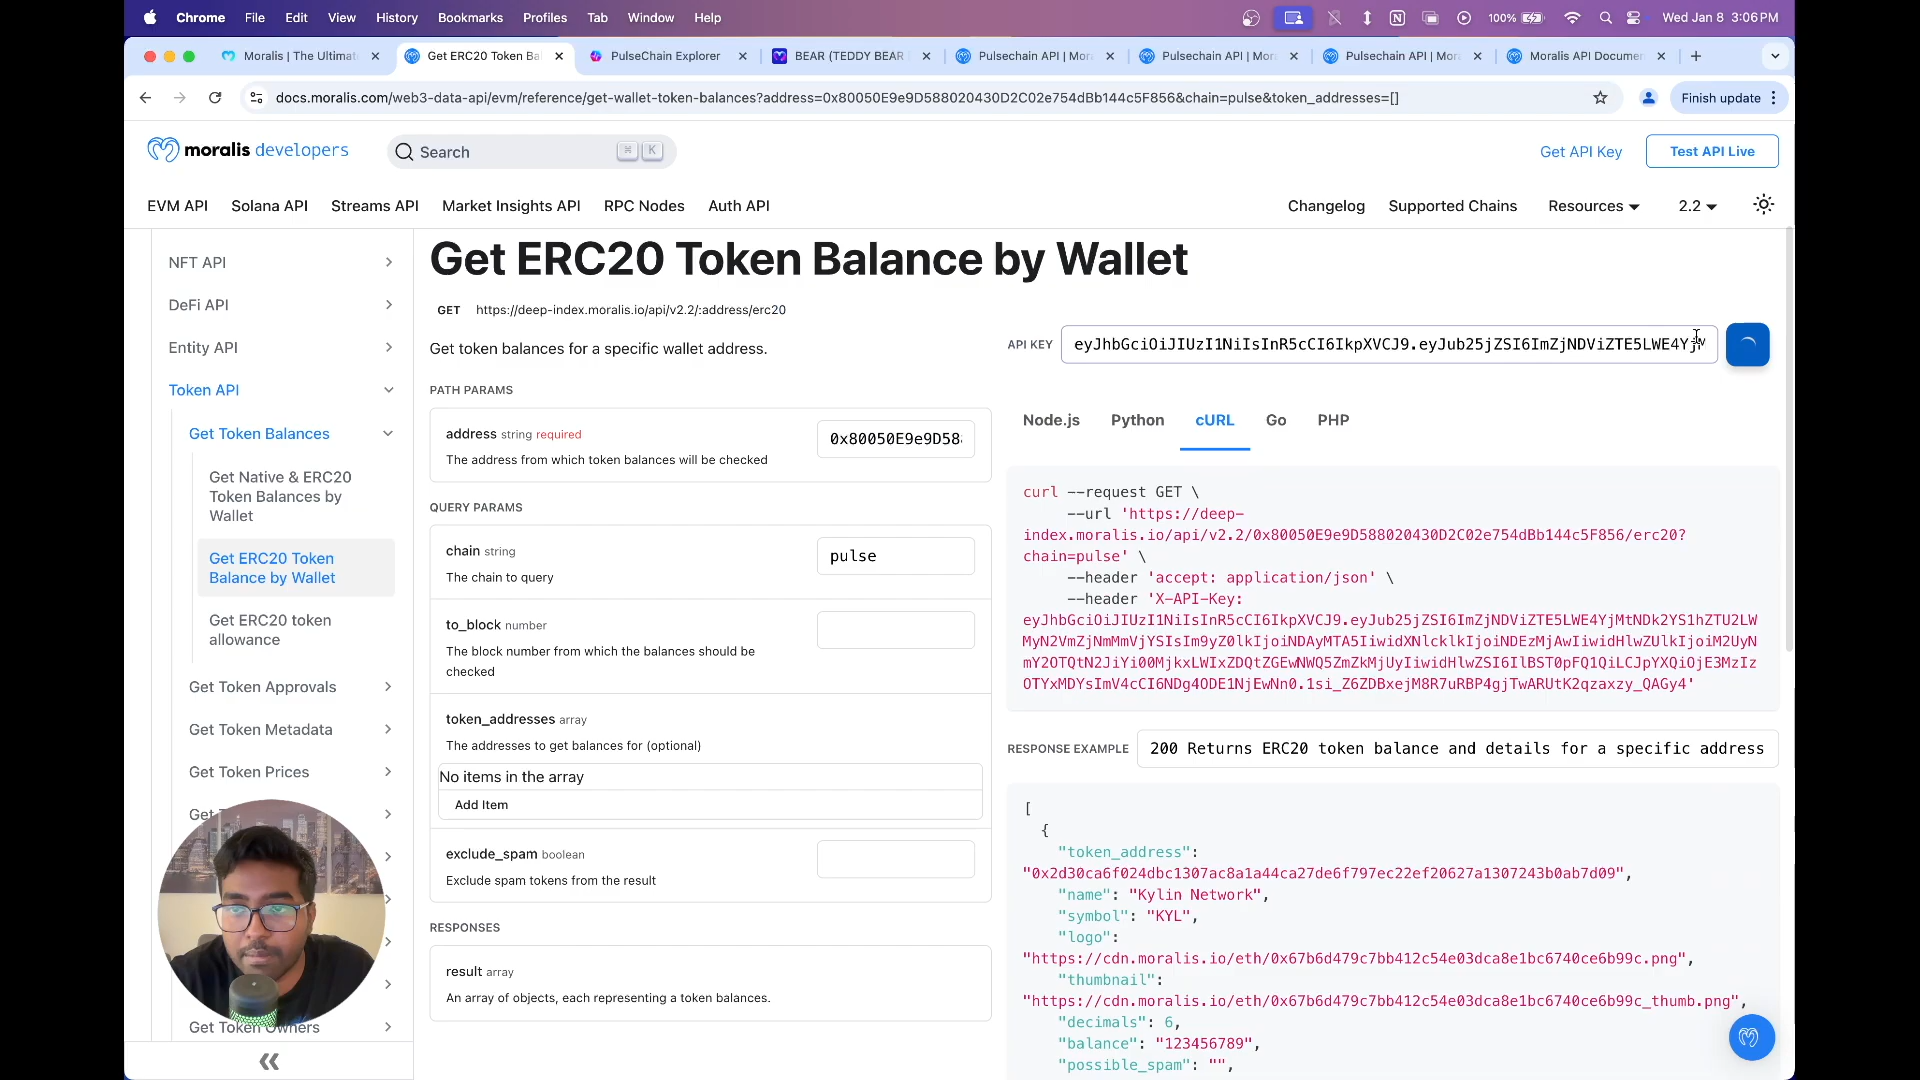 Chrome File Edit View History Bookmarks Profiles Tab Window Help
100% Wed Jan 8 3:06 PM
Moralis | The Ultimat
Get ERC20 Token Ba
PulseChain Explorer
BEAR (TEDDY BEAR
Pulsechain API | Mor
Pulsechain API | Mor
Pulsechain API | Mor
Moralis API Documen
docs.moralis.com/web3-data-api/evm/reference/get-wallet-token-balances?address=0x80050E9e9D588020430D2C02e754dBb144c5F856&chain=pulse&token_addresses=[]
Finish update
moralis developers
Search ⌘ K
Get API Key
Test API Live
EVM API Solana API Streams API Market Insights API RPC Nodes Auth API
Changelog Supported Chains Resources 2.2
NFT API
DeFi API
Entity API
Token API
Get Token Balances
Get Native & ERC20
Token Balances by
Wallet
Get ERC20 Token
Balance by Wallet
Get ERC20 token
allowance
Get Token Approvals
Get Token Metadata
Get Token Prices
Get
Get Token Owners
Get ERC20 Token Balance by Wallet
GET https://deep-index.moralis.io/api/v2.2/:address/erc20
Get token balances for a specific wallet address.
PATH PARAMS
address string required
The address from which token balances will be checked
0x80050E9e9D58
QUERY PARAMS
chain string
The chain to query
pulse
to_block number
The block number from which the balances should be
checked
token_addresses array
The addresses to get balances for (optional)
No items in the array
Add Item
exclude_spam boolean
Exclude spam tokens from the result
RESPONSES
result array
An array of objects, each representing a token balances.
API KEY
eyJhbGciOiJIUzI1NiIsInR5cCI6IkpXVCJ9.eyJub25jZSI6ImZjNDViZTE5LWE4Yj
Node.js Python cURL Go PHP
curl --request GET \
--url 'https://deep-
index.moralis.io/api/v2.2/0x80050E9e9D588020430D2C02e754dBb144c5F856/erc20?
chain=pulse' \
--header 'accept: application/json' \
--header 'X-API-Key:
eyJhbGciOiJIUzI1NiIsInR5cCI6IkpXVCJ9.eyJub25jZSI6ImZjNDViZTE5LWE4YjMtNDk2YS1hZTU2LW
MyN2VmZjNmMmVjYSIsIm9yZ0lkIjoiNDAyMTA5IiwidXNlcklkIjoiNDEzMjAwIiwidHlwZUlkIjoiM2UyN
mY2OTQtN2JiYi00MjkxLWIxZDQtZGEwNWQ5ZmZkMjUyIiwidHlwZSI6IlBST0pFQ1QiLCJpYXQiOjE3MzIz
OTYxMDYsImV4cCI6NDg4ODE1NjEwNn0.1si_Z6ZDBxejM8R7uRBP4gjTwARUtK2qzaxzy_QAGy4'
RESPONSE EXAMPLE
200 Returns ERC20 token balance and details for a specific address
[
{
"token_address":
"0x2d30ca6f024dbc1307ac8a1a44ca27de6f797ec22ef20627a1307243b0ab7d09",
"name": "Kylin Network",
"symbol": "KYL",
"logo":
"https://cdn.moralis.io/eth/0x67b6d479c7bb412c54e03dca8e1bc6740ce6b99c.png",
"thumbnail":
"https://cdn.moralis.io/eth/0x67b6d479c7bb412c54e03dca8e1bc6740ce6b99c_thumb.png",
"decimals": 6,
"balance": "123456789",
"possible_spam": "",